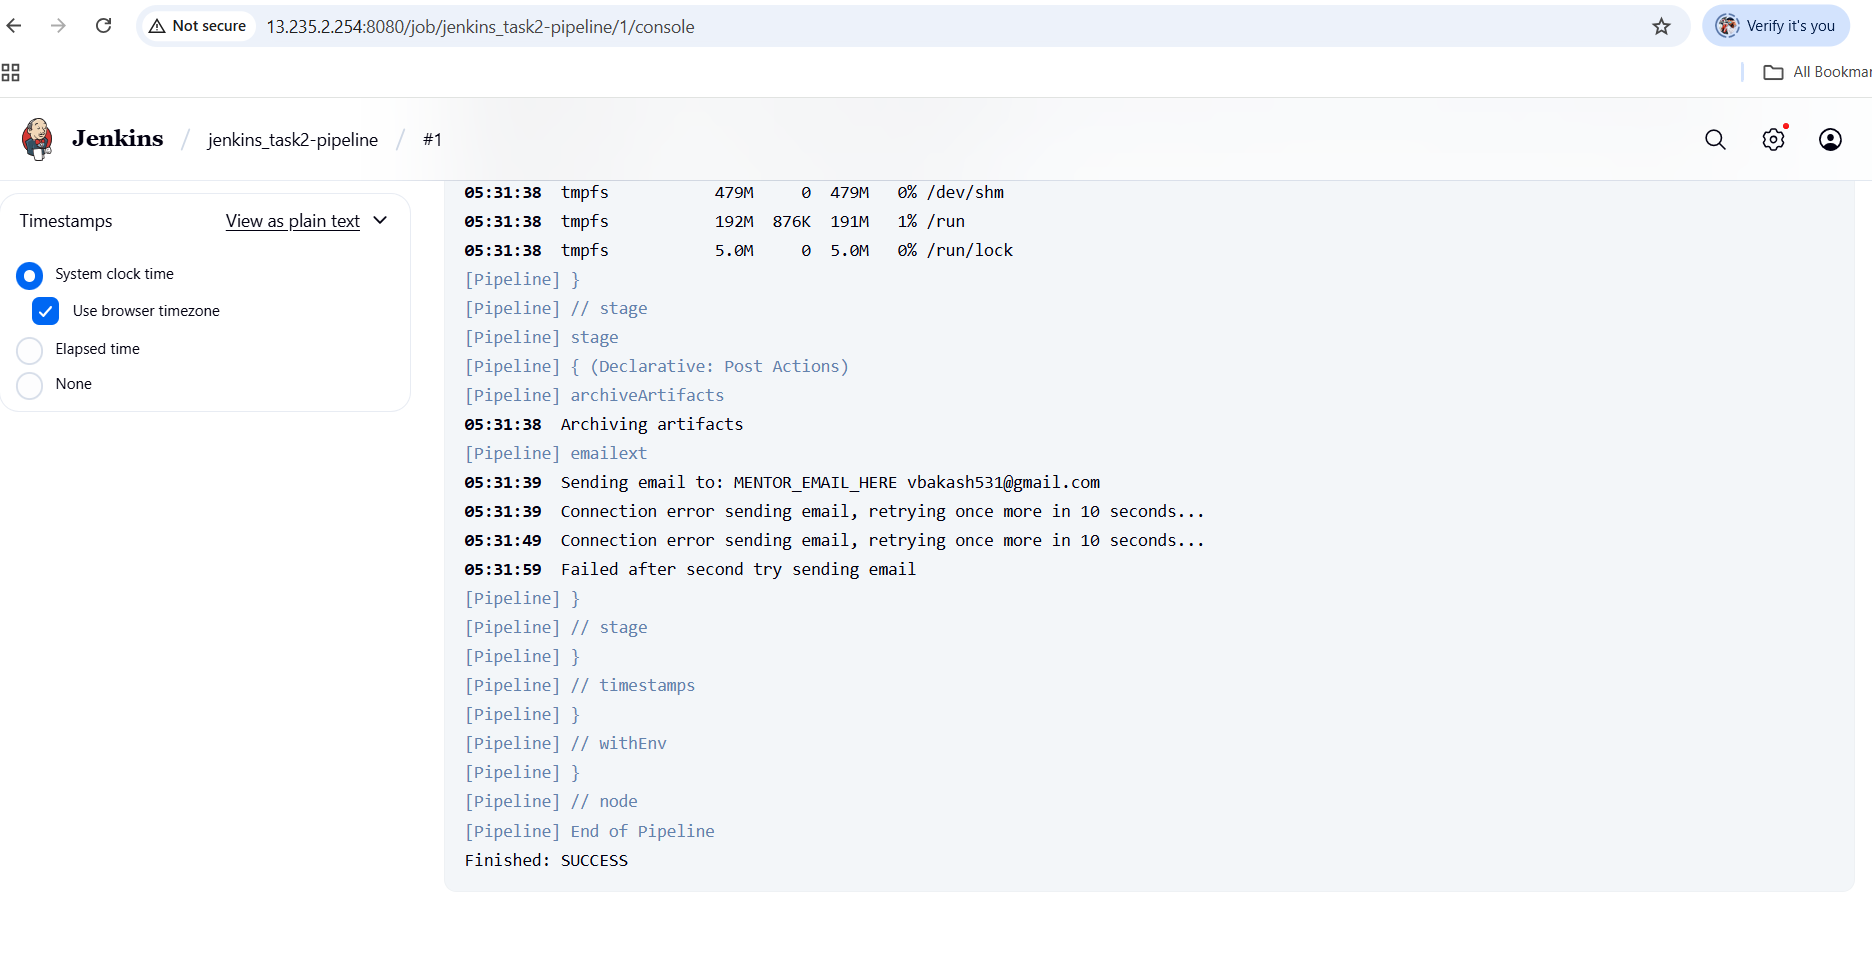 Not secure
13.235.2.254:8080/job/jenkins_task2-pipeline/1/console
Verify it's you
All Bookmar
Jenkins / jenkins_task2-pipeline / #1
Timestamps
View as plain text
System clock time
Use browser timezone
Elapsed time
None
05:31:38  tmpfs           479M     0  479M   0% /dev/shm
05:31:38  tmpfs           192M  876K  191M   1% /run
05:31:38  tmpfs           5.0M     0  5.0M   0% /run/lock
[Pipeline] }
[Pipeline] // stage
[Pipeline] stage
[Pipeline] { (Declarative: Post Actions)
[Pipeline] archiveArtifacts
05:31:38  Archiving artifacts
[Pipeline] emailext
05:31:39  Sending email to: MENTOR_EMAIL_HERE vbakash531@gmail.com
05:31:39  Connection error sending email, retrying once more in 10 seconds...
05:31:49  Connection error sending email, retrying once more in 10 seconds...
05:31:59  Failed after second try sending email
[Pipeline] }
[Pipeline] // stage
[Pipeline] }
[Pipeline] // timestamps
[Pipeline] }
[Pipeline] // withEnv
[Pipeline] }
[Pipeline] // node
[Pipeline] End of Pipeline
Finished: SUCCESS